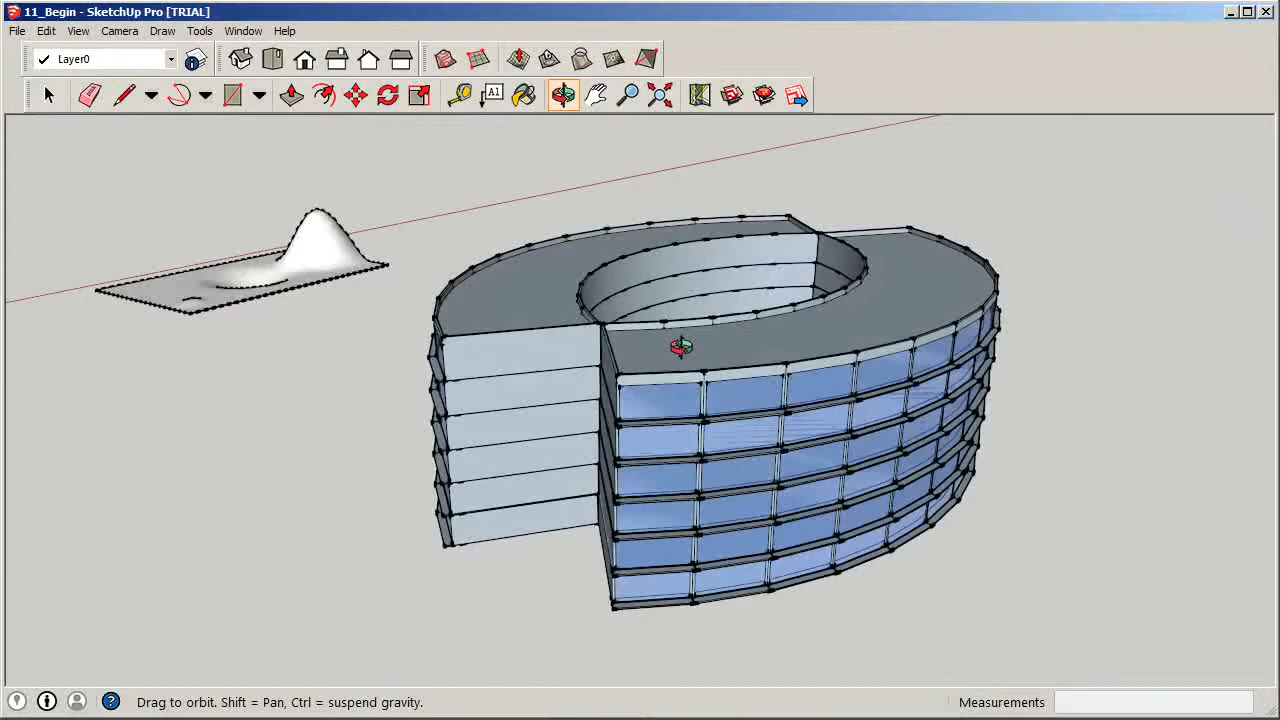 11_Begin - SketchUp Pro [TRIAL]
File Edit View Camera Draw Tools Window Help
Layer0
A1
Drag to orbit. Shift = Pan, Ctrl = suspend gravity.
Measurements